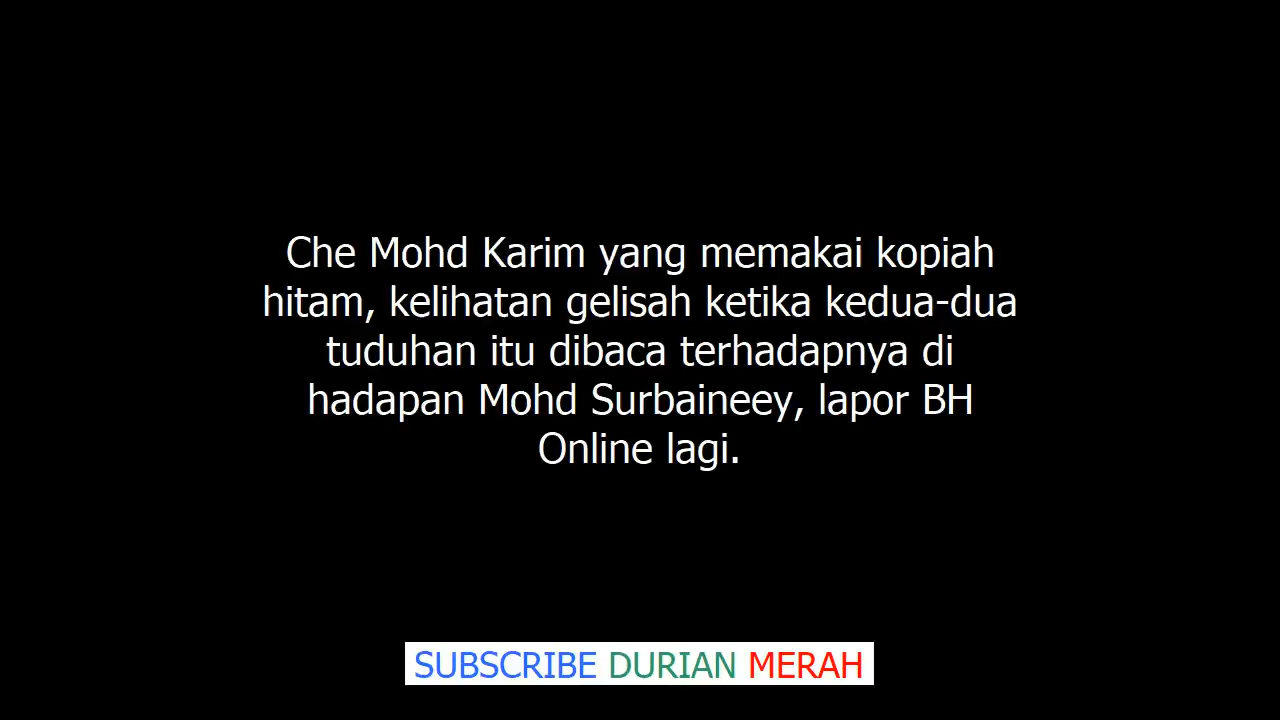 Che Mohd Karim yang memakai kopiah
hitam, kelihatan gelisah ketika kedua-dua
tuduhan itu dibaca terhadapnya di
hadapan Mohd Surbaineey, lapor BH
Online lagi.
SUBSCRIBE DURIAN MERAH